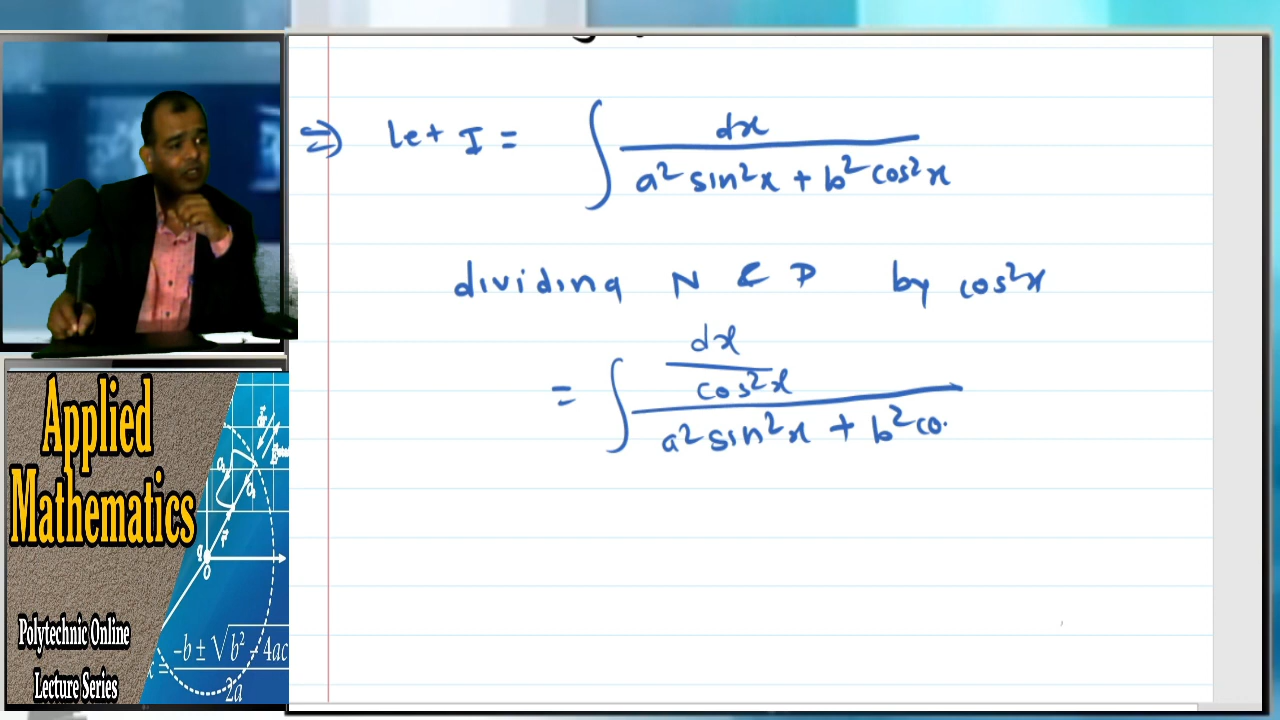 ⇒ Let I = ∫ dx / (a² sin²x + b² cos²x)
dividing N & D by cos²x
= ∫ (dx / cos²x) / (a² sin²x + b² co
Applied
Mathematics
Polytechnic Online
Lecture Series
-b ± √b² - 4ac
2a